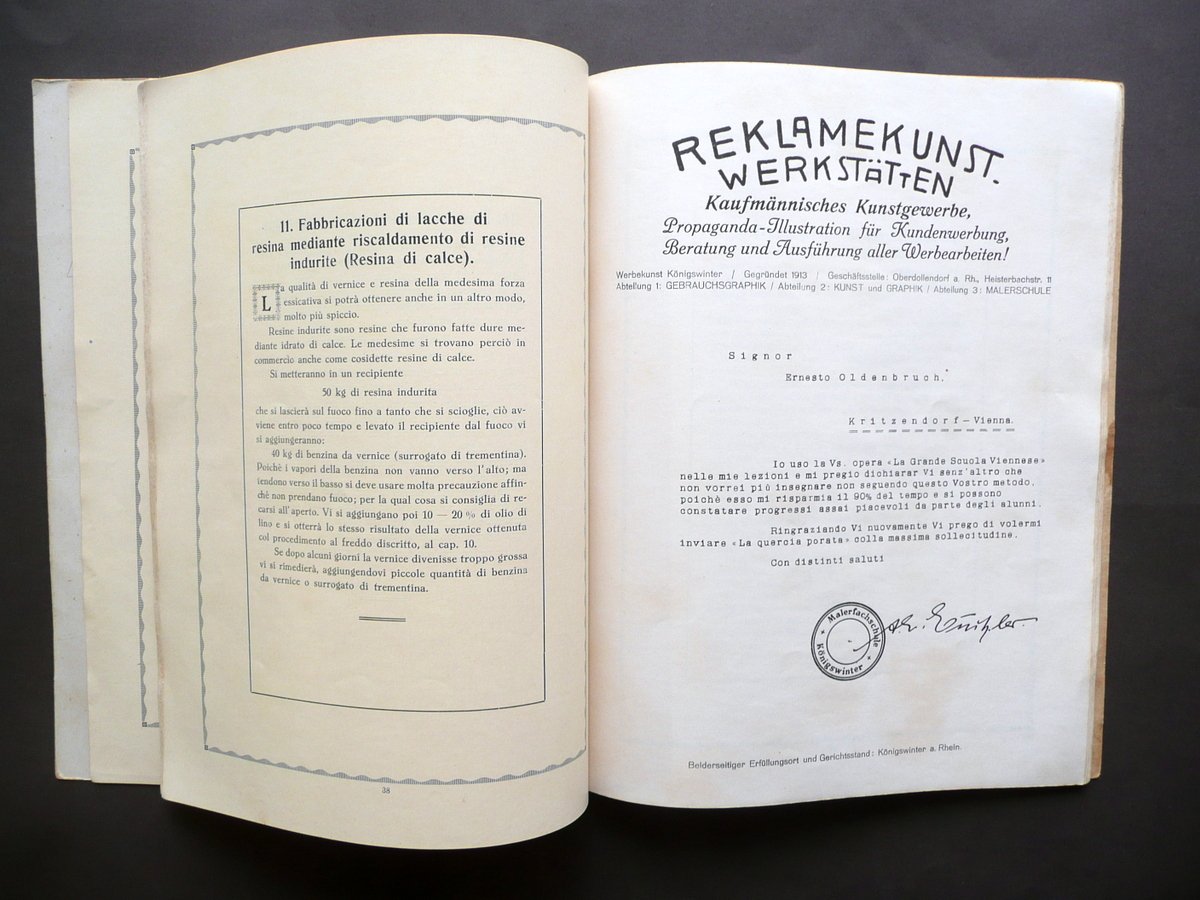 11. Fabbricazioni di lacche di
resina mediante riscaldamento di resine
indurite (Resina di calce).
La qualità di vernice e resina della medesima forza
essicativa si potrà ottenere anche in un altro modo,
molto più spiccio.
Resine indurite sono resine che furono fatte dure me-
diante idrato di calce. Le medesime si trovano perciò in
commercio anche come cosidette resine di calce.
Si metteranno in un recipiente
50 kg di resina indurita
che si lascierà sul fuoco fino a tanto che si scioglie, ciò av-
viene entro poco tempo e levato il recipiente dal fuoco vi
si aggiungeranno:
40 kg di benzina da vernice (surrogato di trementina).
Poichè i vapori della benzina non vanno verso l'alto; ma
tendono verso il basso si deve usare molta precauzione affin-
chè non prendano fuoco; per la qual cosa si consiglia di re-
carsi all'aperto. Vi si aggiungano poi 10 — 20 % di olio di
lino e si otterrà lo stesso risultato della vernice ottenuta
col procedimento al freddo discritto, al cap. 10.
Se dopo alcuni giorni la vernice divenisse troppo grossa
vi si rimedierà, aggiungendovi piccole quantità di benzina
da vernice o surrogato di trementina.
38
REKLAMEKUNST-
WERKSTÄTTEN
Kaufmännisches Kunstgewerbe,
Propaganda-Illustration für Kundenwerbung,
Beratung und Ausführung aller Werbearbeiten!
Werbekunst Königswinter / Gegründet 1913 / Geschäftsstelle: Oberdollendorf a. Rh., Heisterbachstr. 11
Abteilung 1: GEBRAUCHSGRAPHIK / Abteilung 2: KUNST und GRAPHIK / Abteilung 3: MALERSCHULE
Signor
Ernesto Oldenbruch.
Kritzendorf-Vienna.
Io uso la Vs. opera «La Grande Scuola Viennese»
nelle mie lezioni e mi pregio dichiarar Vi senz'altro che
non vorrei più insegnare non seguendo questo Vostro metodo,
poichè esso mi risparmia il 90% del tempo e si possono
constatare progressi assai piacevoli da parte degli alunni.
Ringraziando Vi nuovamente Vi prego di volermi
inviare «La quercia porata» colla massima sollecitudine.
Con distinti saluti
Malerfachschule
Königswinter
Beiderseitiger Erfüllungsort und Gerichtsstand: Königswinter a. Rhein.